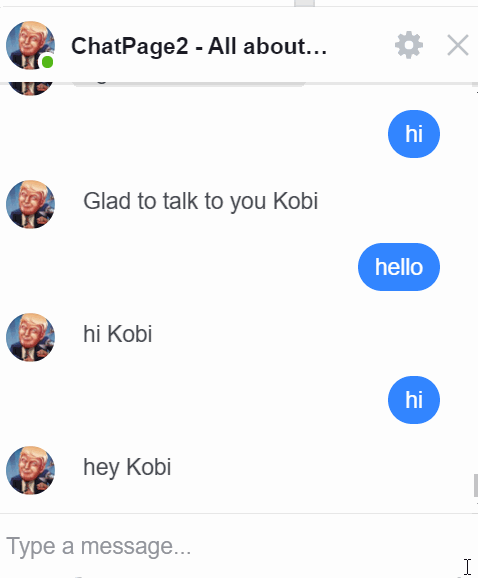 ChatPage2 - All about...
hi
Glad to talk to you Kobi
hello
hi Kobi
hi
hey Kobi
Type a message...